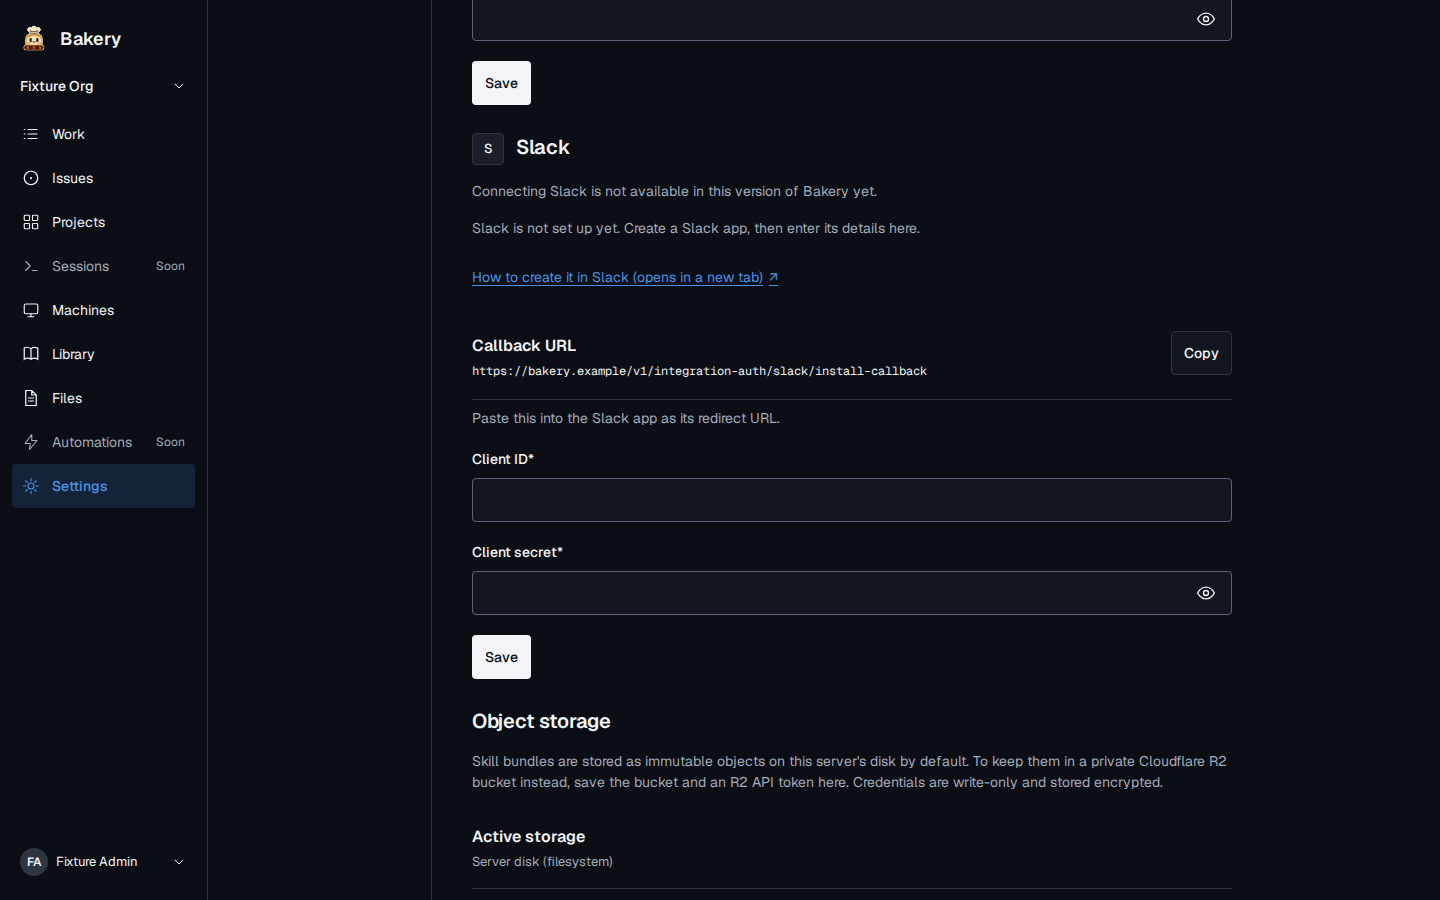 Bakery
Fixture Org
Work
Issues
Projects
Sessions Soon
Machines
Library
Files
Automations Soon
Settings
FA Fixture Admin
Save
S Slack
Connecting Slack is not available in this version of Bakery yet.
Slack is not set up yet. Create a Slack app, then enter its details here.
How to create it in Slack (opens in a new tab) ↗
Callback URL
https://bakery.example/v1/integration-auth/slack/install-callback
Copy
Paste this into the Slack app as its redirect URL.
Client ID*
Client secret*
Save
Object storage
Skill bundles are stored as immutable objects on this server's disk by default. To keep them in a private Cloudflare R2
bucket instead, save the bucket and an R2 API token here. Credentials are write-only and stored encrypted.
Active storage
Server disk (filesystem)